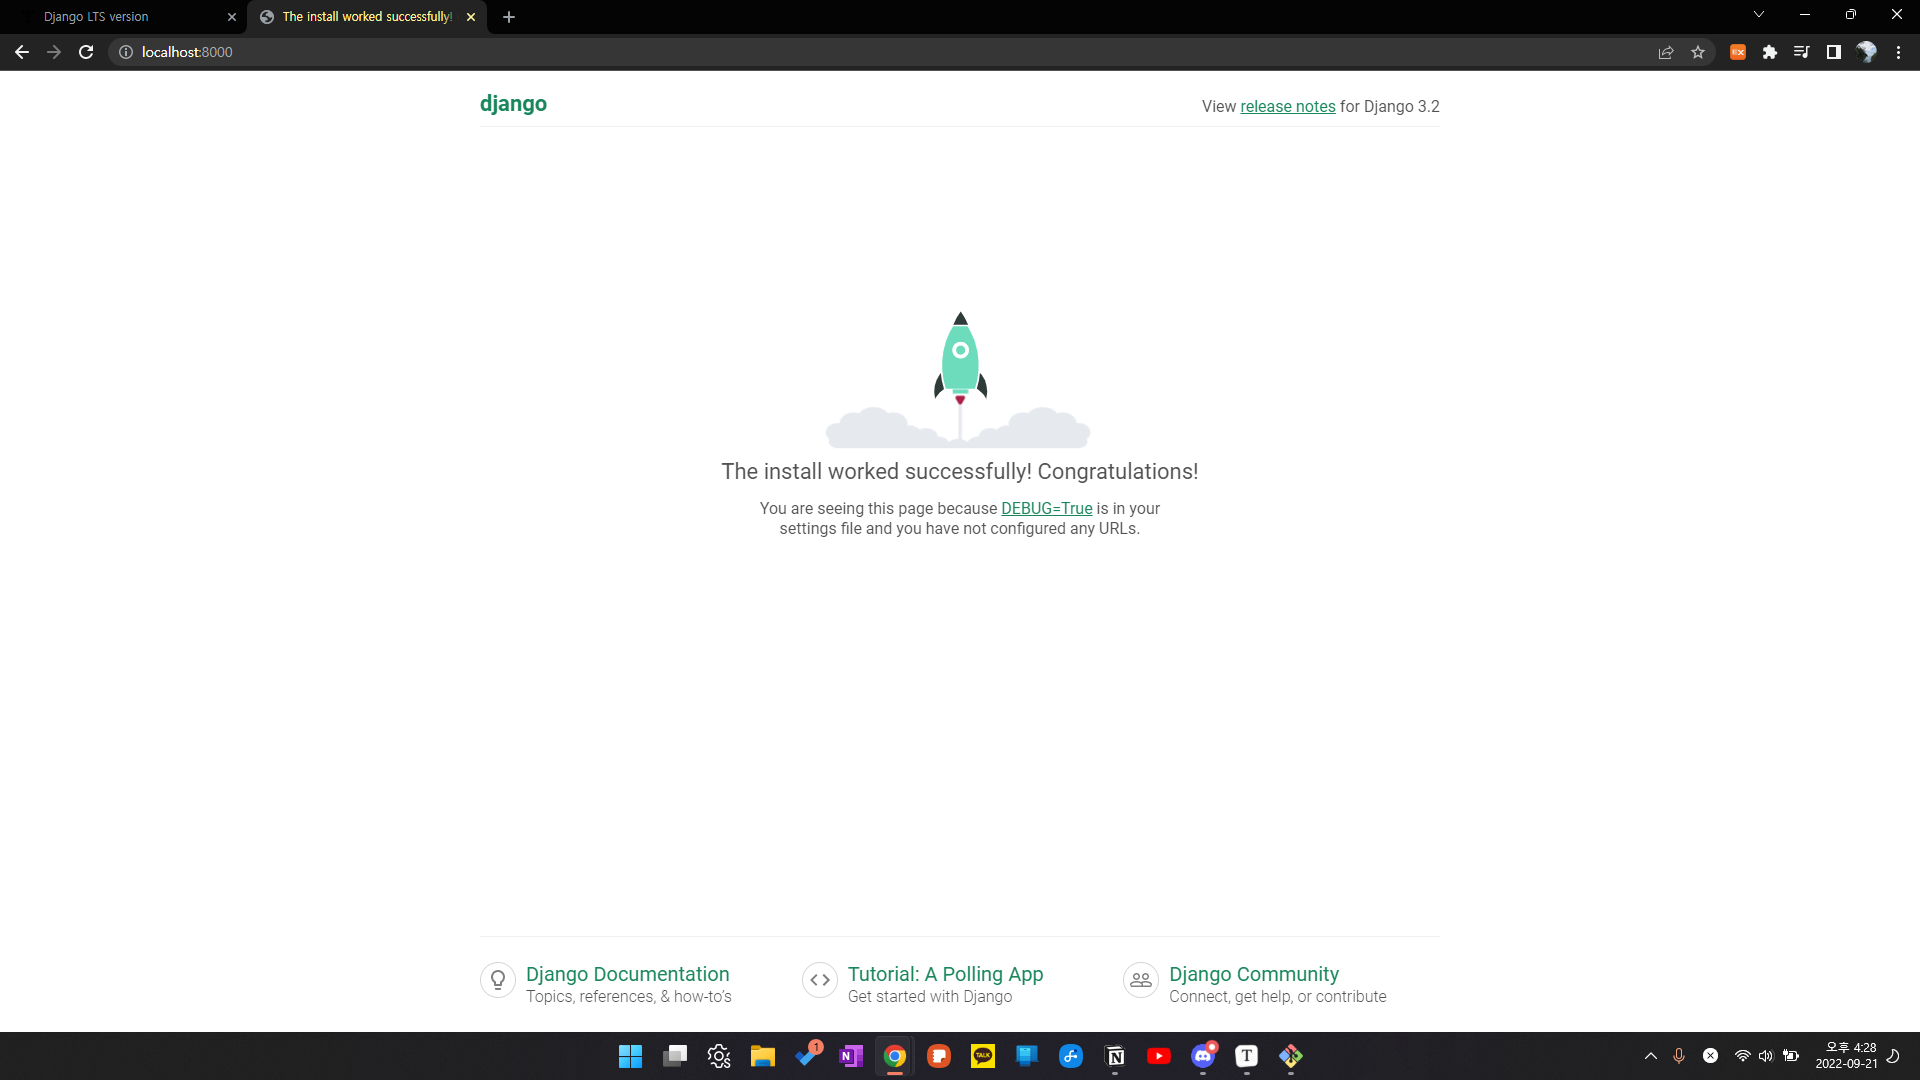 Django LTS version
The install worked successfully!
localhost:8000
EX
django
View release notes for Django 3.2
The install worked successfully! Congratulations!
You are seeing this page because DEBUG=True is in your
settings file and you have not configured any URLs.
Django Documentation
Topics, references, & how-to’s
Tutorial: A Polling App
Get started with Django
Django Community
Connect, get help, or contribute
1
N
TALK
N
T
오후 4:28
2022-09-21